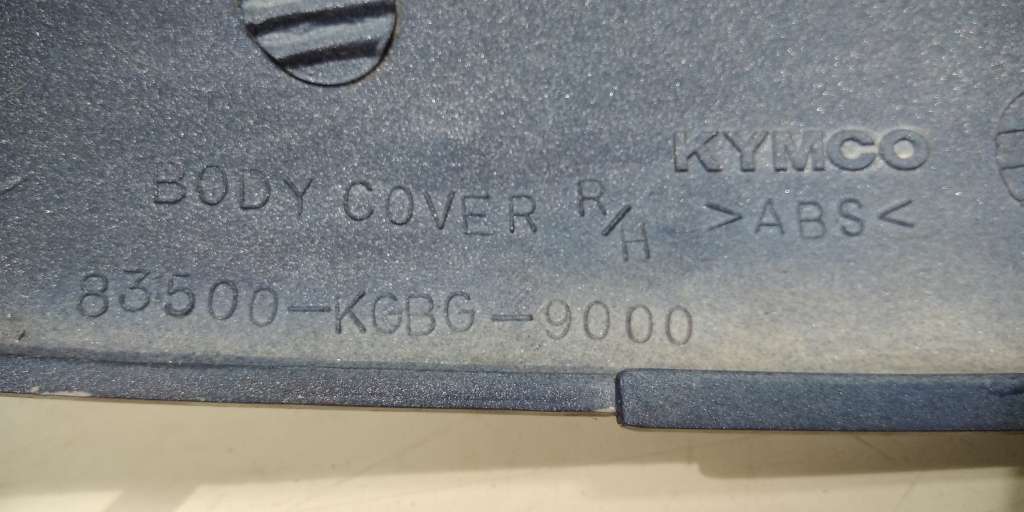 KYMCO
BODY COVER R/H >ABS<
83500-KGBG-9000